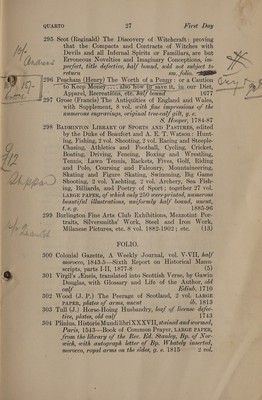 QUARTO 27 First Day
295 Scot (Reginald) The Discovery of Witchcraft: proving
that the Compacts and Contracts of Witches with
Devils and all Infernal Spirits or Familiars, are but
Erroneous Novelties and Imaginary Conceptions, im-
perfect, title defective, half bound, sold not subject to
return sm. folio,
296 Peacham (Henry) The Worth of a Penny: or a Caution
to Keep Money . . . also how to save it, in our Diet,
Apparel, Recreations, etc. half bound 1677
297 Grose (Francis) The Antiquities of England and Wales,
with Supplement, 8 vol. with fine impressions of the
numerous engravings, original tree-calf gilt, y. e.
S. Hooper, 1784-87
298 BADMINTON LIBRARY OF SPORTS AND PASTIMES, edited
by the Duke of Beaufort and A. E. T. Watson: Hunt-
ing, Fishing, 2 vol. Shooting, 2 vol. Racing and Steeple-
Chasing, Athletics and Football, Cycling, Cricket,
Boating, Driving, Fencing, Boxing and Wrestling,
Tennis, Lawn Tennis, Rackets, Fives, Golf, Riding
and Polo, Coursing and Falconry, Mountaineering,
Skating and Figure Skating, Swimming, Big Game
Shooting, 2 vol. Yachting, 2 vol. Archery, Sea Fish-
ing, Billiards, and Poetry of Sport; together 27 vol.
LARGE PAPER, of which only 250 were printed, numerous
beautiful illustrations, uniformly half bound, uncut,
t. e. g. 1885-96
299 Burlington Fine Arts Club Exhibitions, Mezzotint Por-
traits, Silversmiths' Work, Steel and Iron Work,
Milanese Pictures, etc. 8 vol. 1882-1902; etc. (13)
FOLIO.
300 Colonial Gazette, A Weekly Journal, vol. V-VII, half
morocco, 1843-5—Sixth Report on Historical Manu-
scripts, parts I-II, 1877-8 (5)
301 Virgil's Æneis, translated into Scottish Verse, by Gawin
Douglas, with Glossary and Life of the Author, old
calf Edinb. 1710
302 Wood (J. P.) The Peerage of Scotland, 2 vol. LARGE
PAPER, plates of arms, uncut ib. 1813
303 Tull (J.) Horse-Hoing Husbandry, leaf of licence defec-
tive, plates, old calf 1743
304 Plinius. Historiæ Mundi libri XXXVII, stained and wormed,
Paris, 1543—Book of Common Prayer, LARGE PAPER,
from the library of the Rev. Ed. Stanley, Bp. of Nor-
wich, with autograph letter of Bp. Whately inserted,
morocco, royal arms on the sides, g. e. 1815 2 vol.